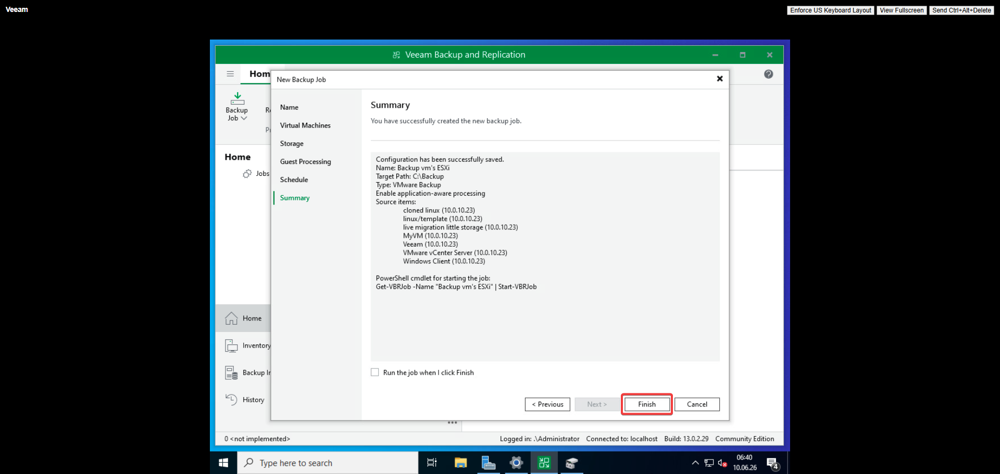 Veeam
Enforce US Keyboard Layout
View Fullscreen
Send Ctrl+Alt+Delete
Veeam Backup and Replication
Hom
New Backup Job
Backup
Job
Re
Pr
Home
Jobs
Name
Virtual Machines
Storage
Guest Processing
Schedule
Summary
Summary
You have successfully created the new backup job.
Configuration has been successfully saved.
Name: Backup vm's ESXi
Target Path: C:\Backup
Type: VMware Backup
Enable application-aware processing
Source items:
cloned linux (10.0.10.23)
linux/template (10.0.10.23)
live migration little storage (10.0.10.23)
MyVM (10.0.10.23)
Veeam (10.0.10.23)
VMware vCenter Server (10.0.10.23)
Windows Client (10.0.10.23)
PowerShell cmdlet for starting the job:
Get-VBRJob -Name "Backup vm's ESXi" | Start-VBRJob
Run the job when I click Finish
< Previous
Next >
Finish
Cancel
Home
Inventory
Backup In
History
0 <not implemented>
Logged in: .\Administrator
Connected to: localhost
Build: 13.0.2.29
Community Edition
Type here to search
06:40
10.06.26
4